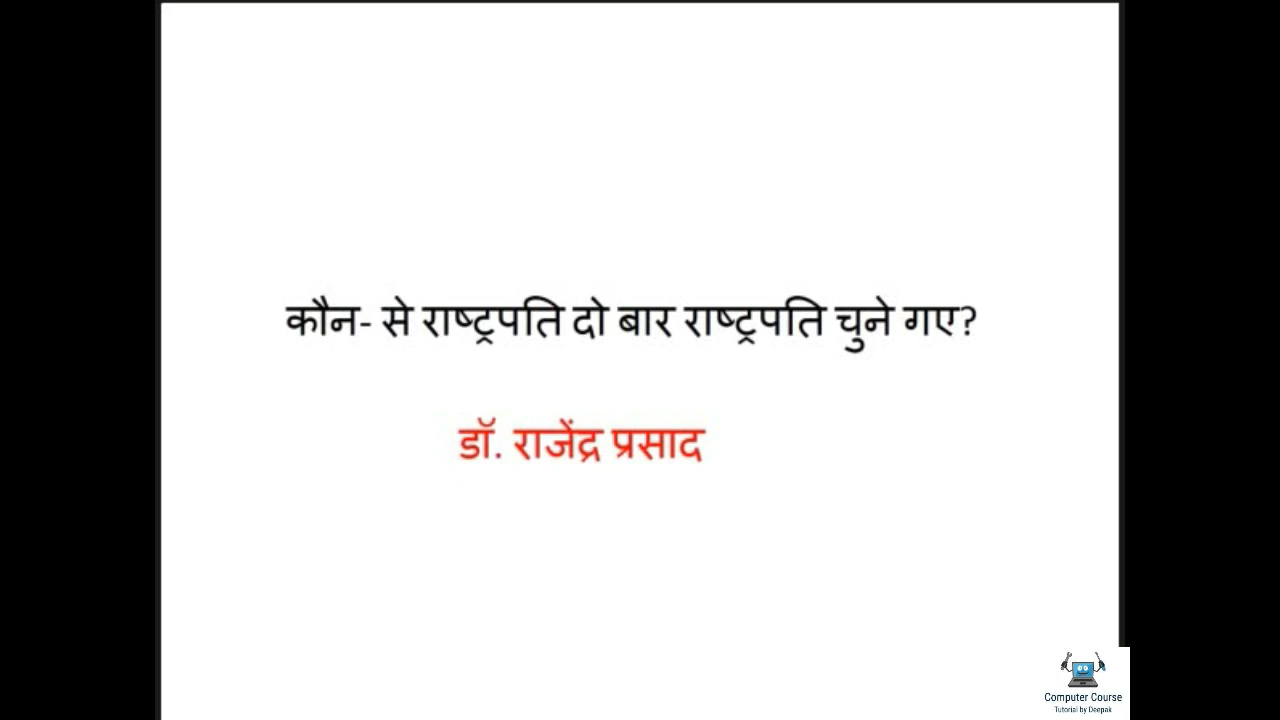 कौन- से राष्ट्रपति दो बार राष्ट्रपति चुने गए?
डॉ. राजेंद्र प्रसाद
Computer Course
Tutorial by Deepak